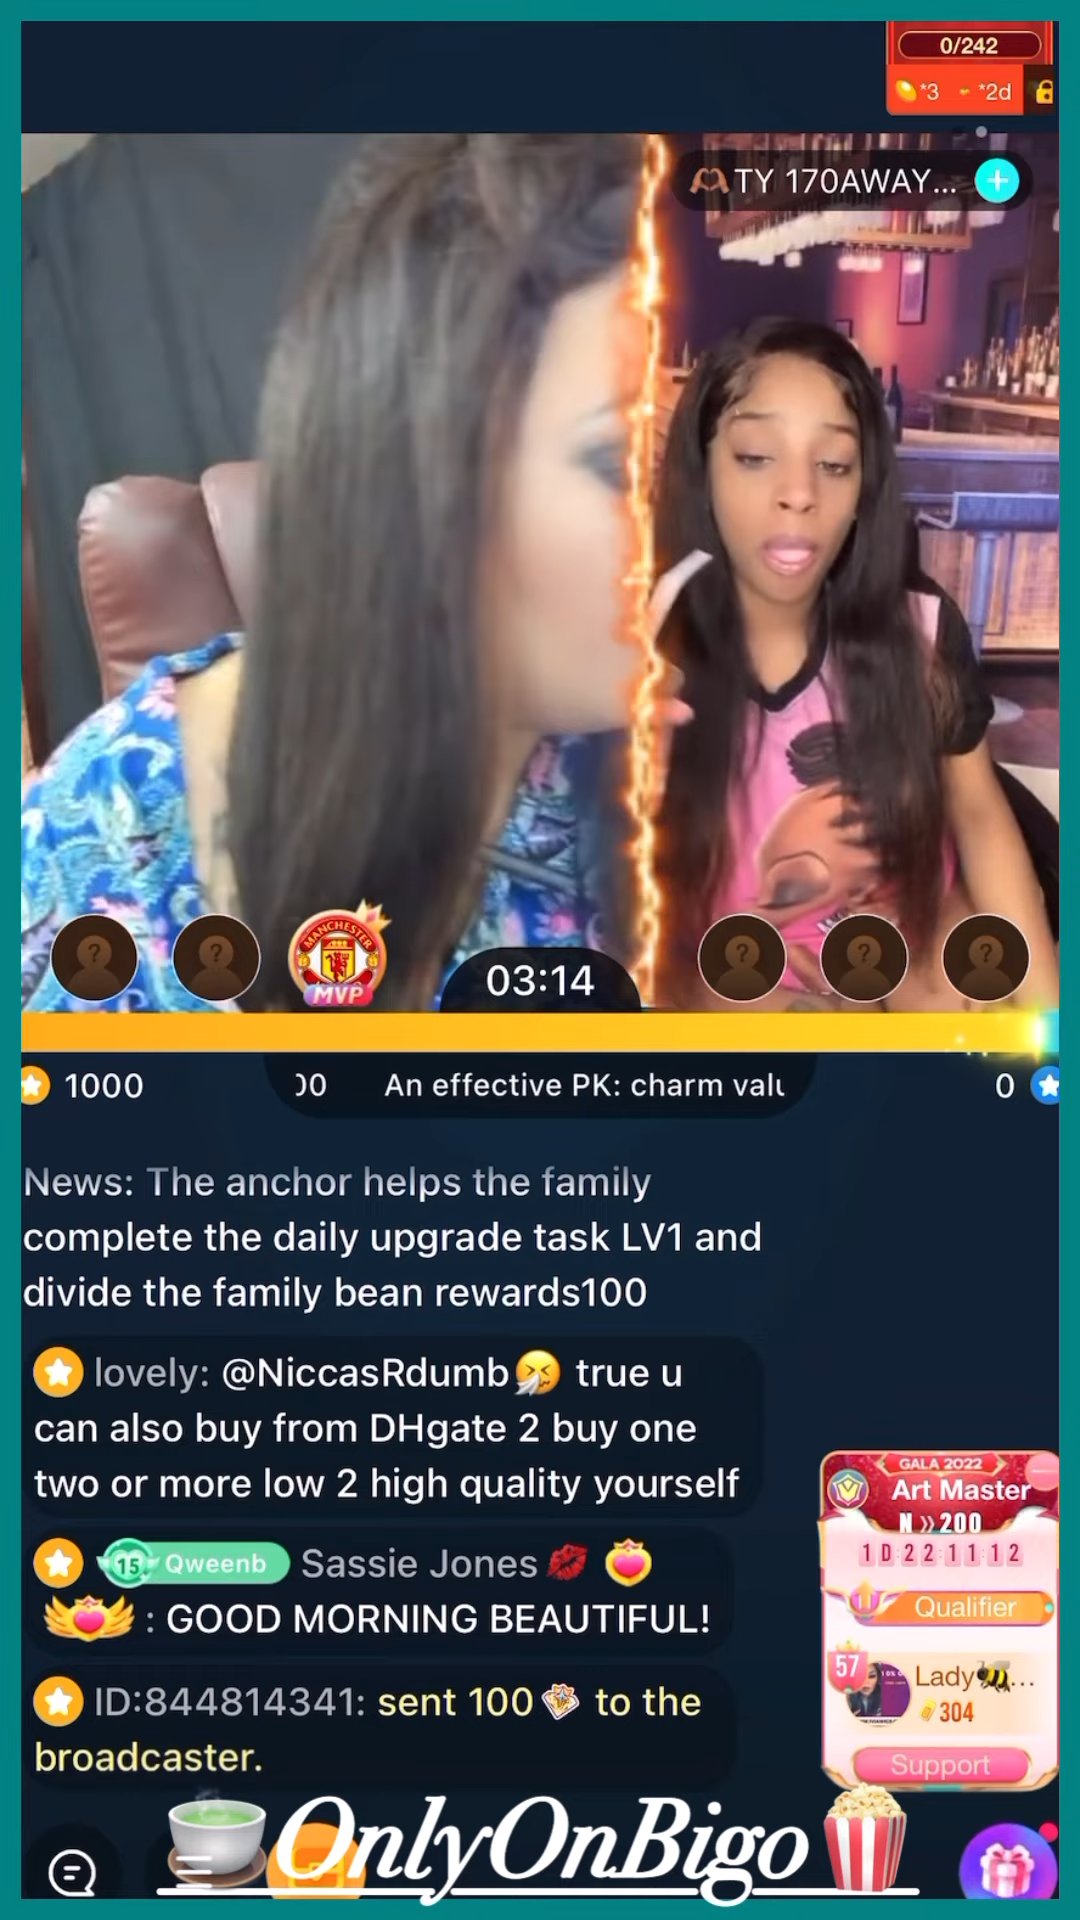 0/242
*3 *2d
TY 170AWAY...
MANCHESTER
MVP
03:14
1000
00 An effective PK: charm valu
0
News: The anchor helps the family
complete the daily upgrade task LV1 and
divide the family bean rewards100
lovely: @NiccasRdumb🤧 true u
can also buy from DHgate 2 buy one
two or more low 2 high quality yourself
15 Qweenb Sassie Jones💋
: GOOD MORNING BEAUTIFUL!
ID:844814341: sent 100 to the
broadcaster.
GALA 2022
Art Master
N » 200
1D:22:11:12
Qualifier
57
Lady🐝...
304
Support
🍵OnlyOnBigo🍿